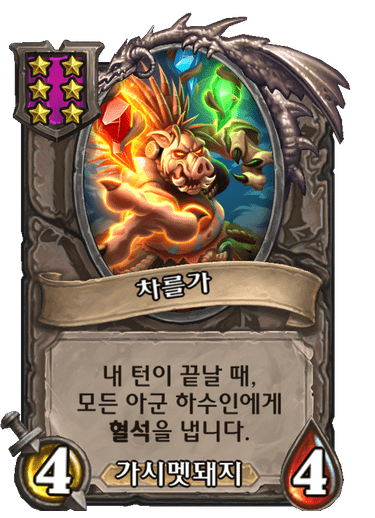 차를가
내 턴이 끝날 때,
모든 아군 하수인에게
혈석을 냅니다.
4 가시멧돼지 4